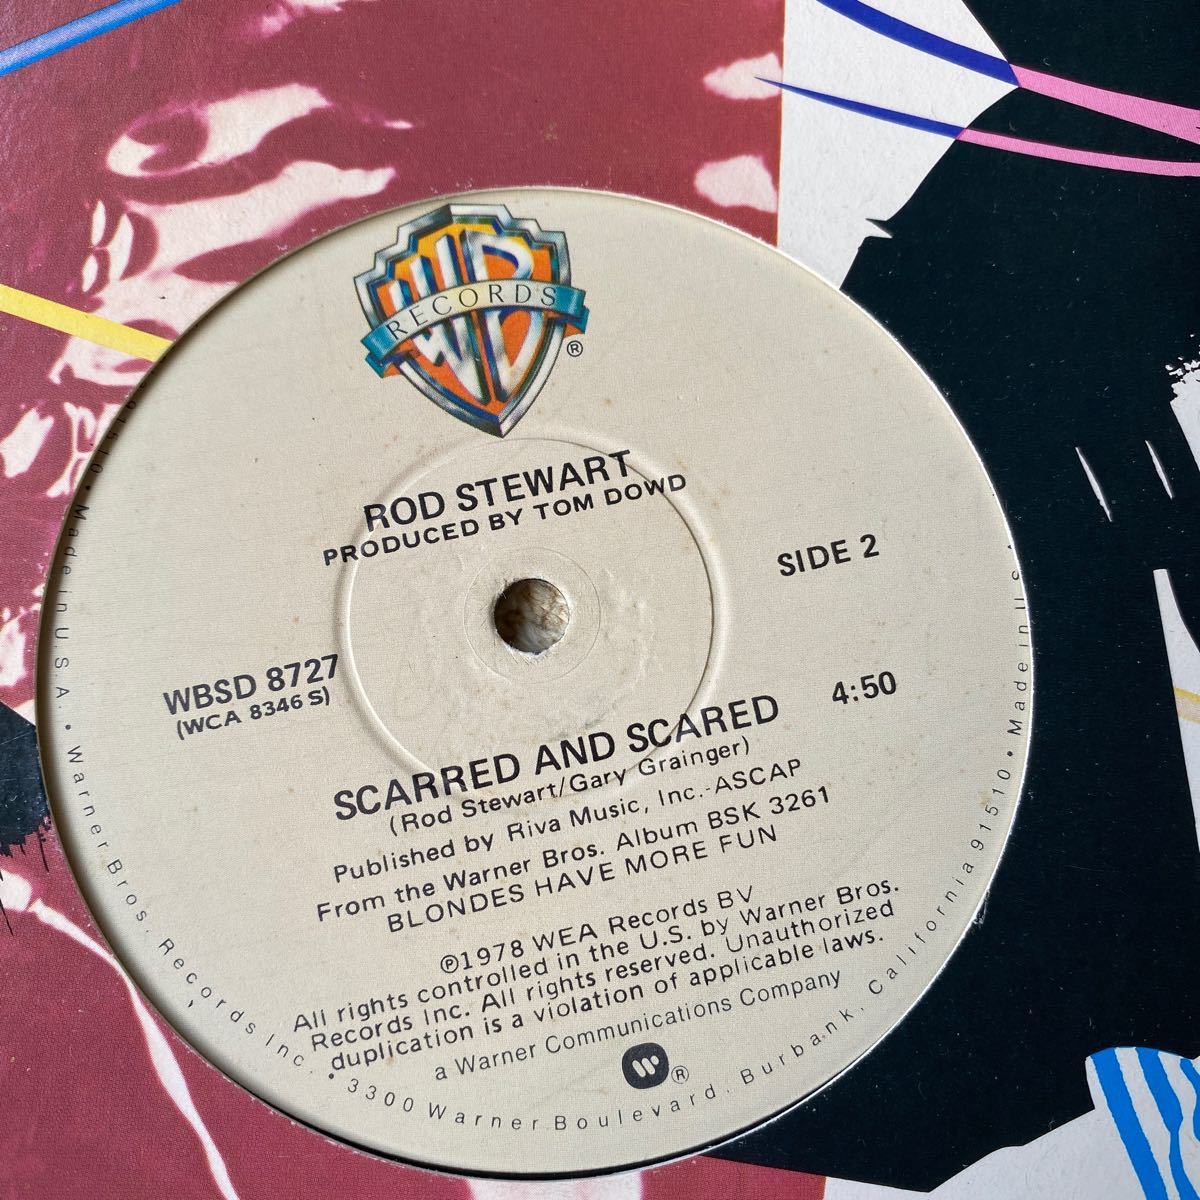 WB
RECORDS
®
ROD STEWART
PRODUCED BY TOM DOWD
SIDE 2
WBSD 8727
(WCA 8346 S)
SCARRED AND SCARED 4:50
(Rod Stewart/Gary Grainger)
Published by Riva Music, Inc.-ASCAP
From the Warner Bros. Album BSK 3261
BLONDES HAVE MORE FUN
℗1978 WEA Records BV
All rights controlled in the U.S. by Warner Bros.
Records Inc. All rights reserved. Unauthorized
duplication is a violation of applicable laws.
a Warner Communications Company
®
91510 • Made in U.S.A. • Warner Bros. Records Inc. • 3300 Warner Boulevard, Burbank, California 91510 • Made in U.S.